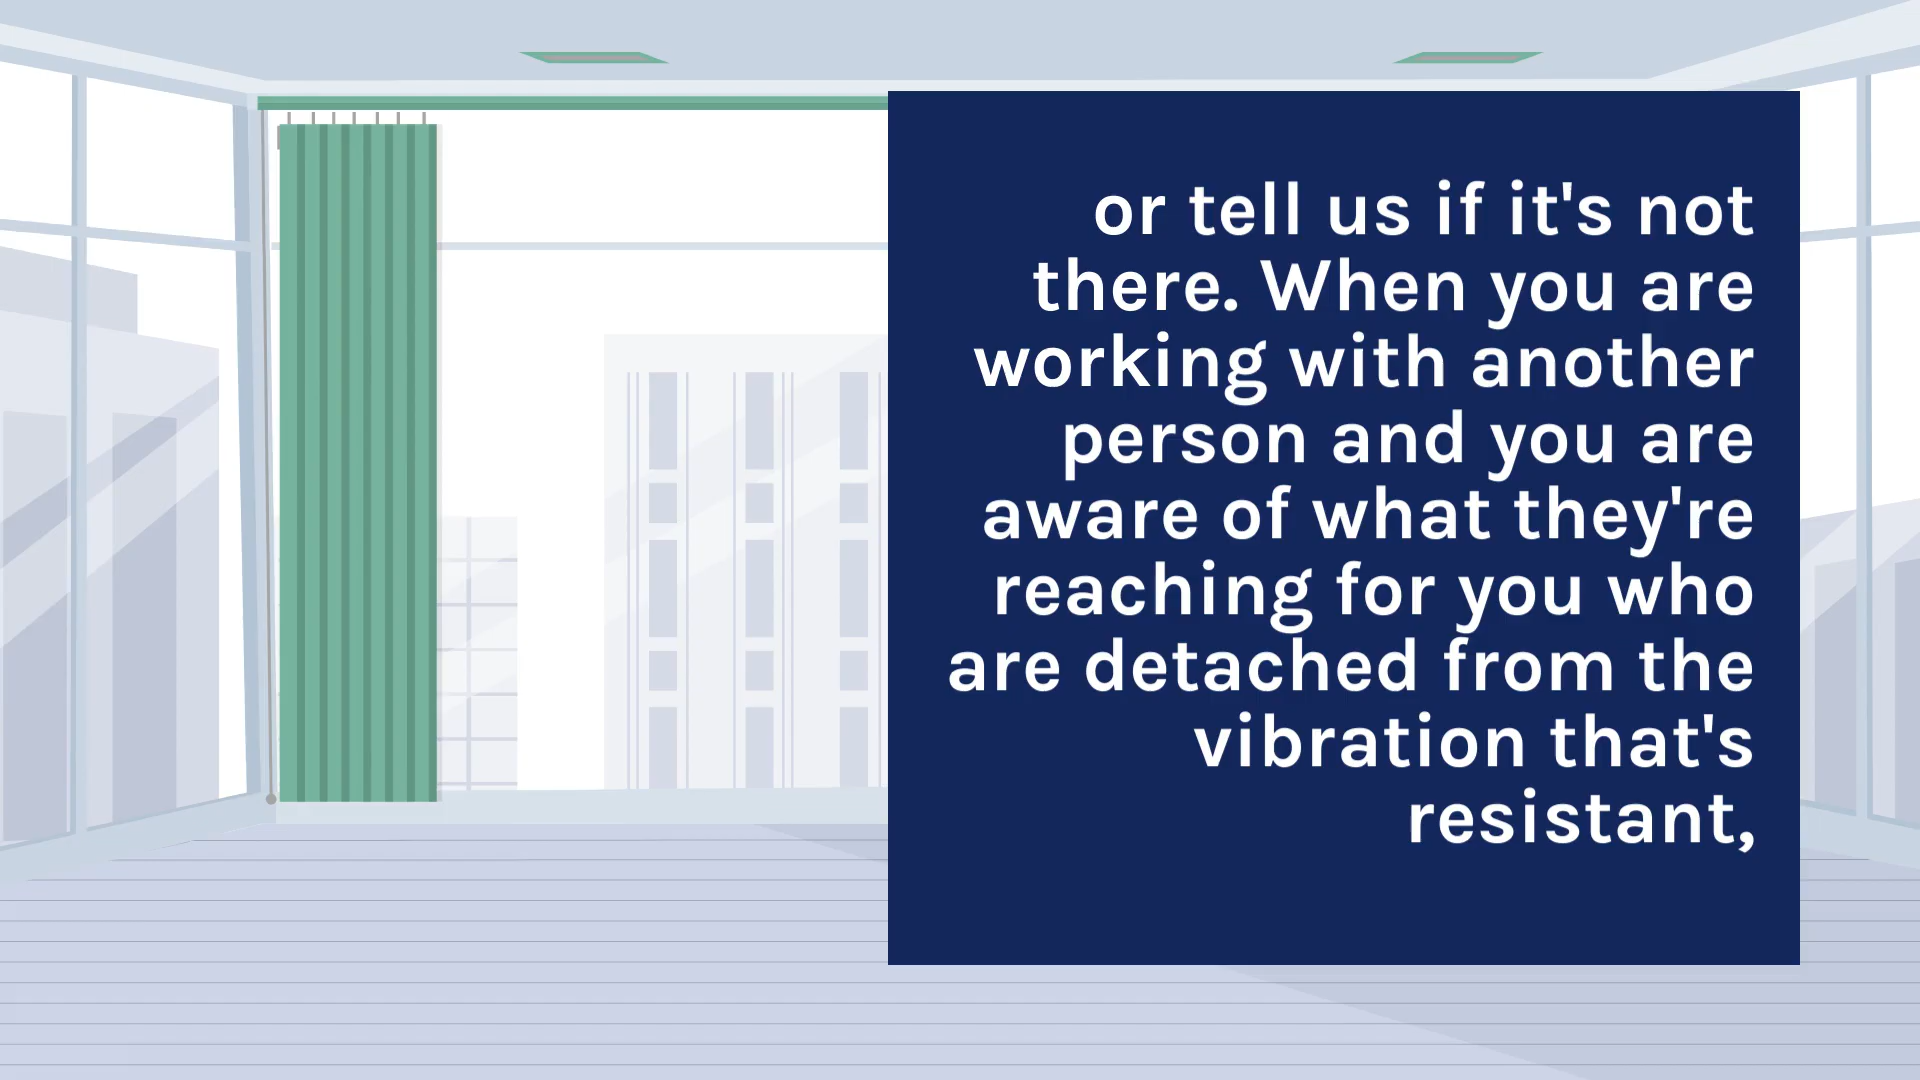 or tell us if it's not
there. When you are
working with another
person and you are
aware of what they're
reaching for you who
are detached from the
vibration that's
resistant,